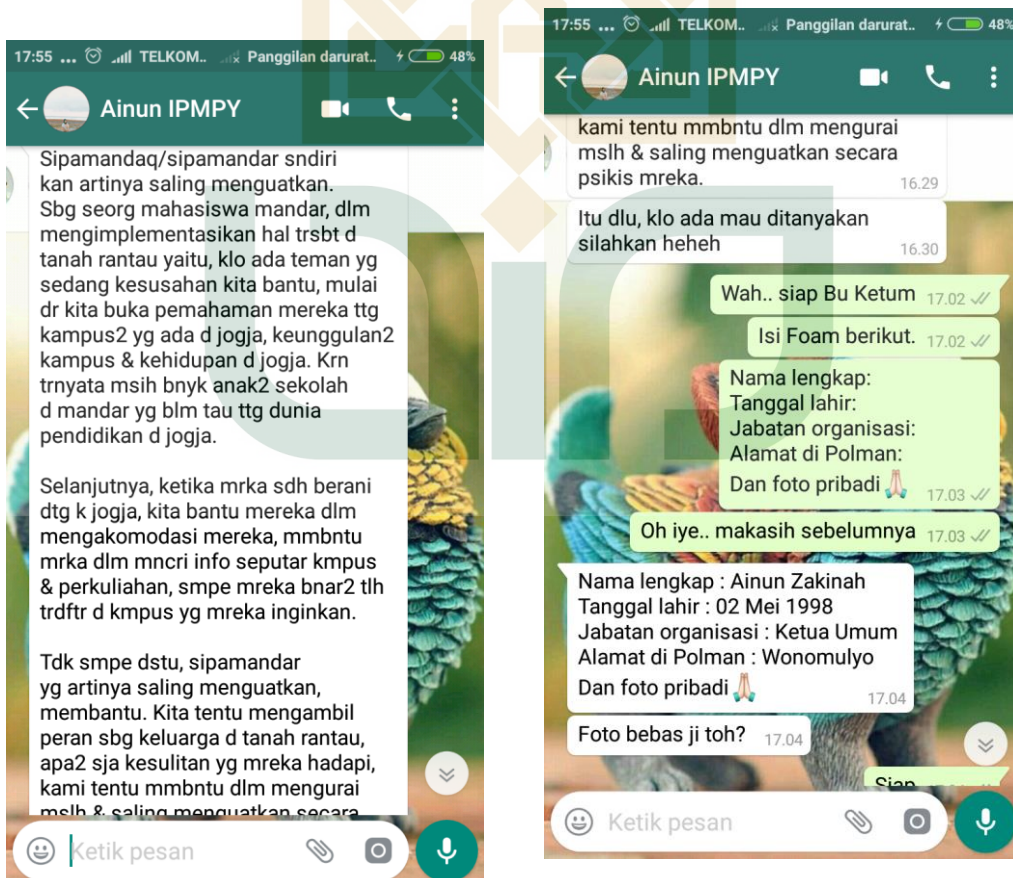 17:55 ... TELKOM.. Panggilan darurat.. 48%
Ainun IPMPY
Sipamandaq/sipamandar sndiri
kan artinya saling menguatkan.
Sbg seorg mahasiswa mandar, dlm
mengimplementasikan hal trsbt d
tanah rantau yaitu, klo ada teman yg
sedang kesusahan kita bantu, mulai
dr kita buka pemahaman mereka ttg
kampus2 yg ada d jogja, keunggulan2
kampus & kehidupan d jogja. Krn
trnyata msih bnyk anak2 sekolah
d mandar yg blm tau ttg dunia
pendidikan d jogja.
Selanjutnya, ketika mrka sdh berani
dtg k jogja, kita bantu mereka dlm
mengakomodasi mereka, mmbntu
mrka dlm mncri info seputar kmpus
& perkuliahan, smpe mreka bnar2 tlh
trdftr d kmpus yg mreka inginkan.
Tdk smpe dstu, sipamandar
yg artinya saling menguatkan,
membantu. Kita tentu mengambil
peran sbg keluarga d tanah rantau,
apa2 sja kesulitan yg mreka hadapi,
kami tentu mmbntu dlm mengurai
mslh & saling menguatkan secara
Ketik pesan
17:55 ... TELKOM.. Panggilan darurat.. 48%
Ainun IPMPY
kami tentu mmbntu dlm mengurai
mslh & saling menguatkan secara
psikis mreka. 16.29
Itu dlu, klo ada mau ditanyakan
silahkan heheh 16.30
Wah.. siap Bu Ketum 17.02
Isi Foam berikut. 17.02
Nama lengkap:
Tanggal lahir:
Jabatan organisasi:
Alamat di Polman:
Dan foto pribadi 🙏🏻 17.03
Oh iye.. makasih sebelumnya 17.03
Nama lengkap : Ainun Zakinah
Tanggal lahir : 02 Mei 1998
Jabatan organisasi : Ketua Umum
Alamat di Polman : Wonomulyo
Dan foto pribadi 🙏🏻 17.04
Foto bebas ji toh? 17.04
Siap
Ketik pesan